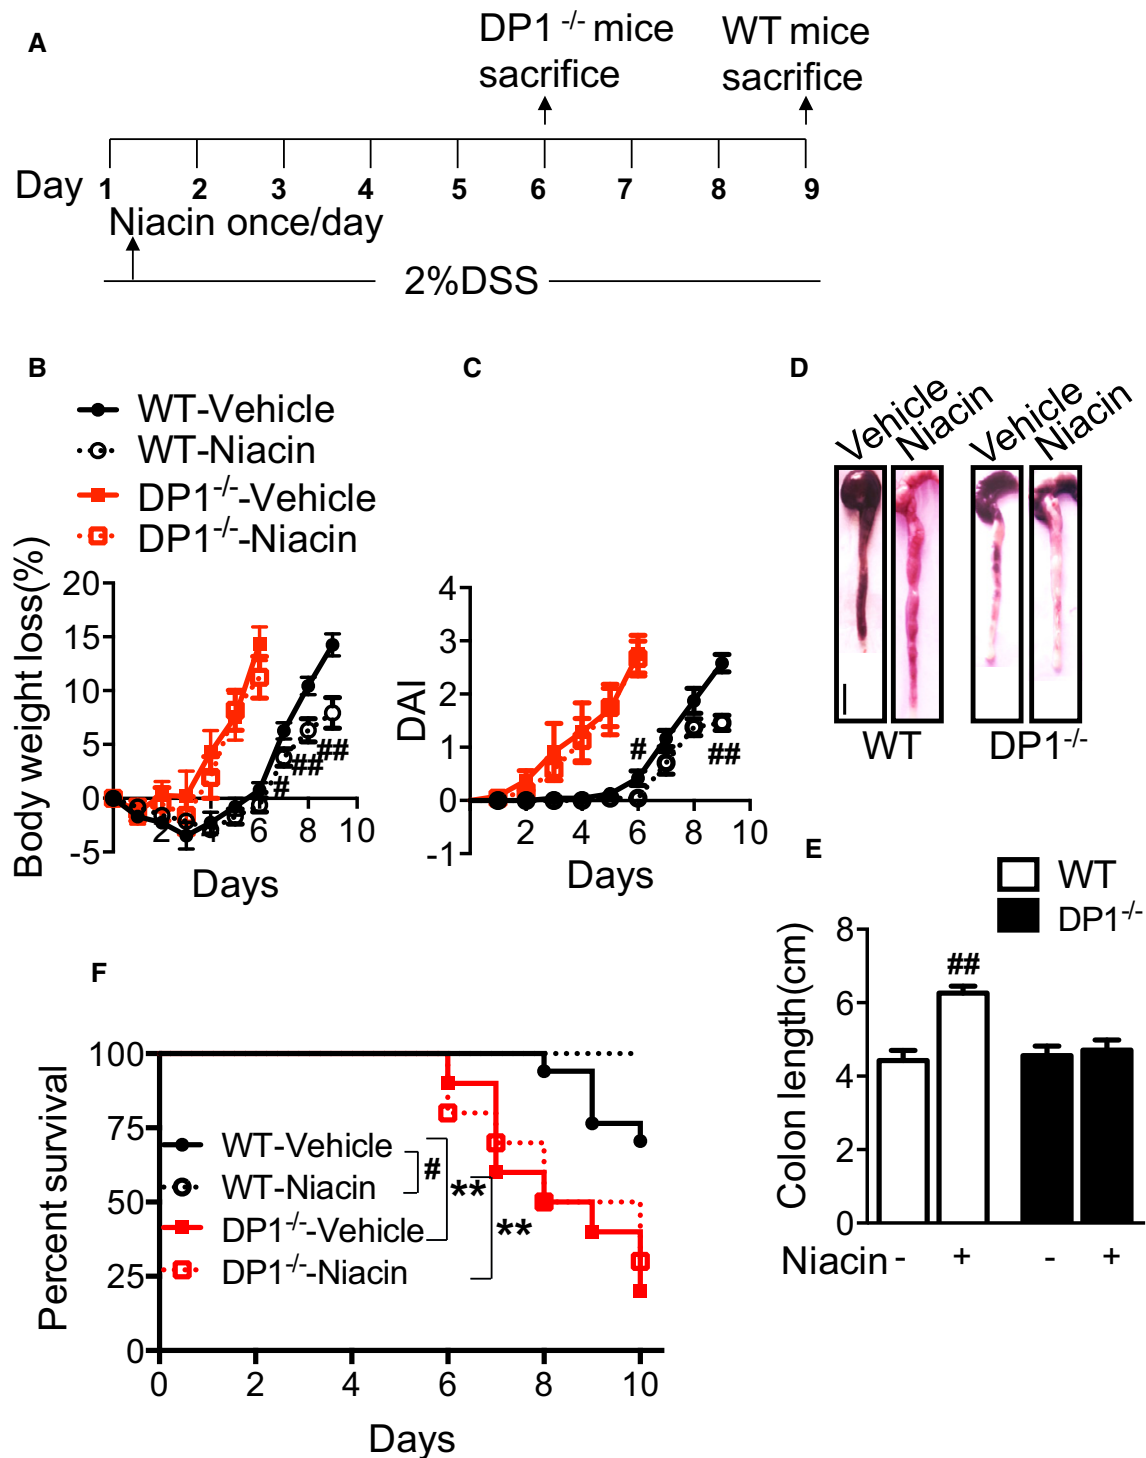 A
DP1 -/- mice
sacrifice
WT mice
sacrifice
Day 1 2 3 4 5 6 7 8 9
Niacin once/day
2%DSS
B
WT-Vehicle
WT-Niacin
DP1-/--Vehicle
DP1-/--Niacin
Body weight loss(%)
20
15
10
5
0
-5
2 4 6 8 10
# ## ##
Days
C
DAI
4
3
2
1
0
-1
2 4 6 8 10
# ##
Days
D
Vehicle Niacin Vehicle Niacin
WT DP1-/-
E
WT
DP1-/-
Colon length(cm)
8
6
4
2
0
##
Niacin - + - +
F
Percent survival
100
75
50
25
0
WT-Vehicle
WT-Niacin
DP1-/--Vehicle
DP1-/--Niacin
# ** **
0 2 4 6 8 10
Days